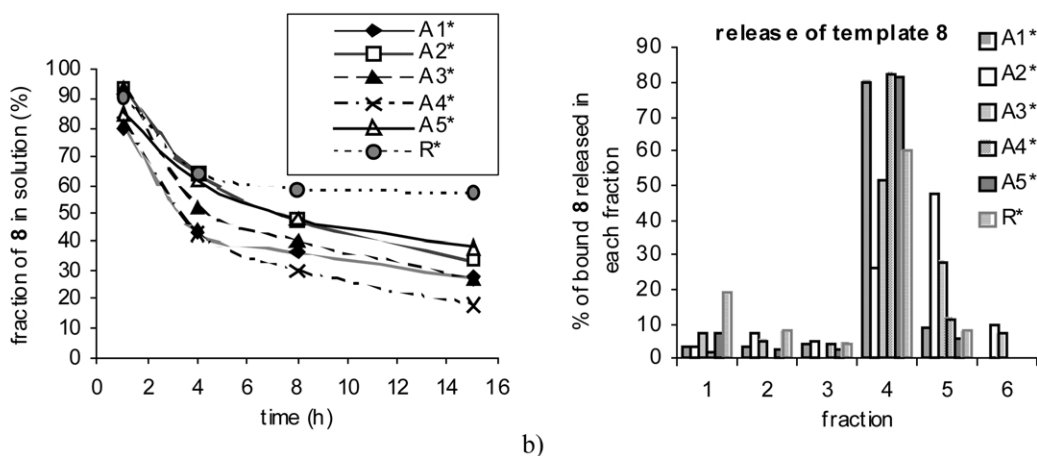 A1*
A2*
A3*
A4*
A5*
R*
fraction of 8 in solution (%)
100
90
80
70
60
50
40
30
20
10
0
0 2 4 6 8 10 12 14 16
time (h)
b)
release of template 8
A1*
A2*
A3*
A4*
A5*
R*
% of bound 8 released in
each fraction
90
80
70
60
50
40
30
20
10
0
1 2 3 4 5 6
fraction